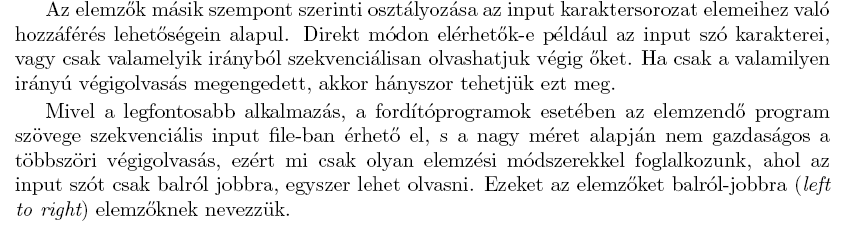 Az elemzők másik szempont szerinti osztályozása az input karaktersorozat elemeihez való
hozzáférés lehetőségein alapul. Direkt módon elérhetők-e például az input szó karakterei,
vagy csak valamelyik irányból szekvenciálisan olvashatjuk végig őket. Ha csak a valamilyen
irányú végigolvasás megengedett, akkor hányszor tehetjük ezt meg.
Mivel a legfontosabb alkalmazás, a fordítóprogramok esetében az elemzendő program
szövege szekvenciális input file-ban érhető el, s a nagy méret alapján nem gazdaságos a
többszöri végigolvasás, ezért mi csak olyan elemzési módszerekkel foglalkozunk, ahol az
input szót csak balról jobbra, egyszer lehet olvasni. Ezeket az elemzőket balról-jobbra (left
to right) elemzőknek nevezzük.